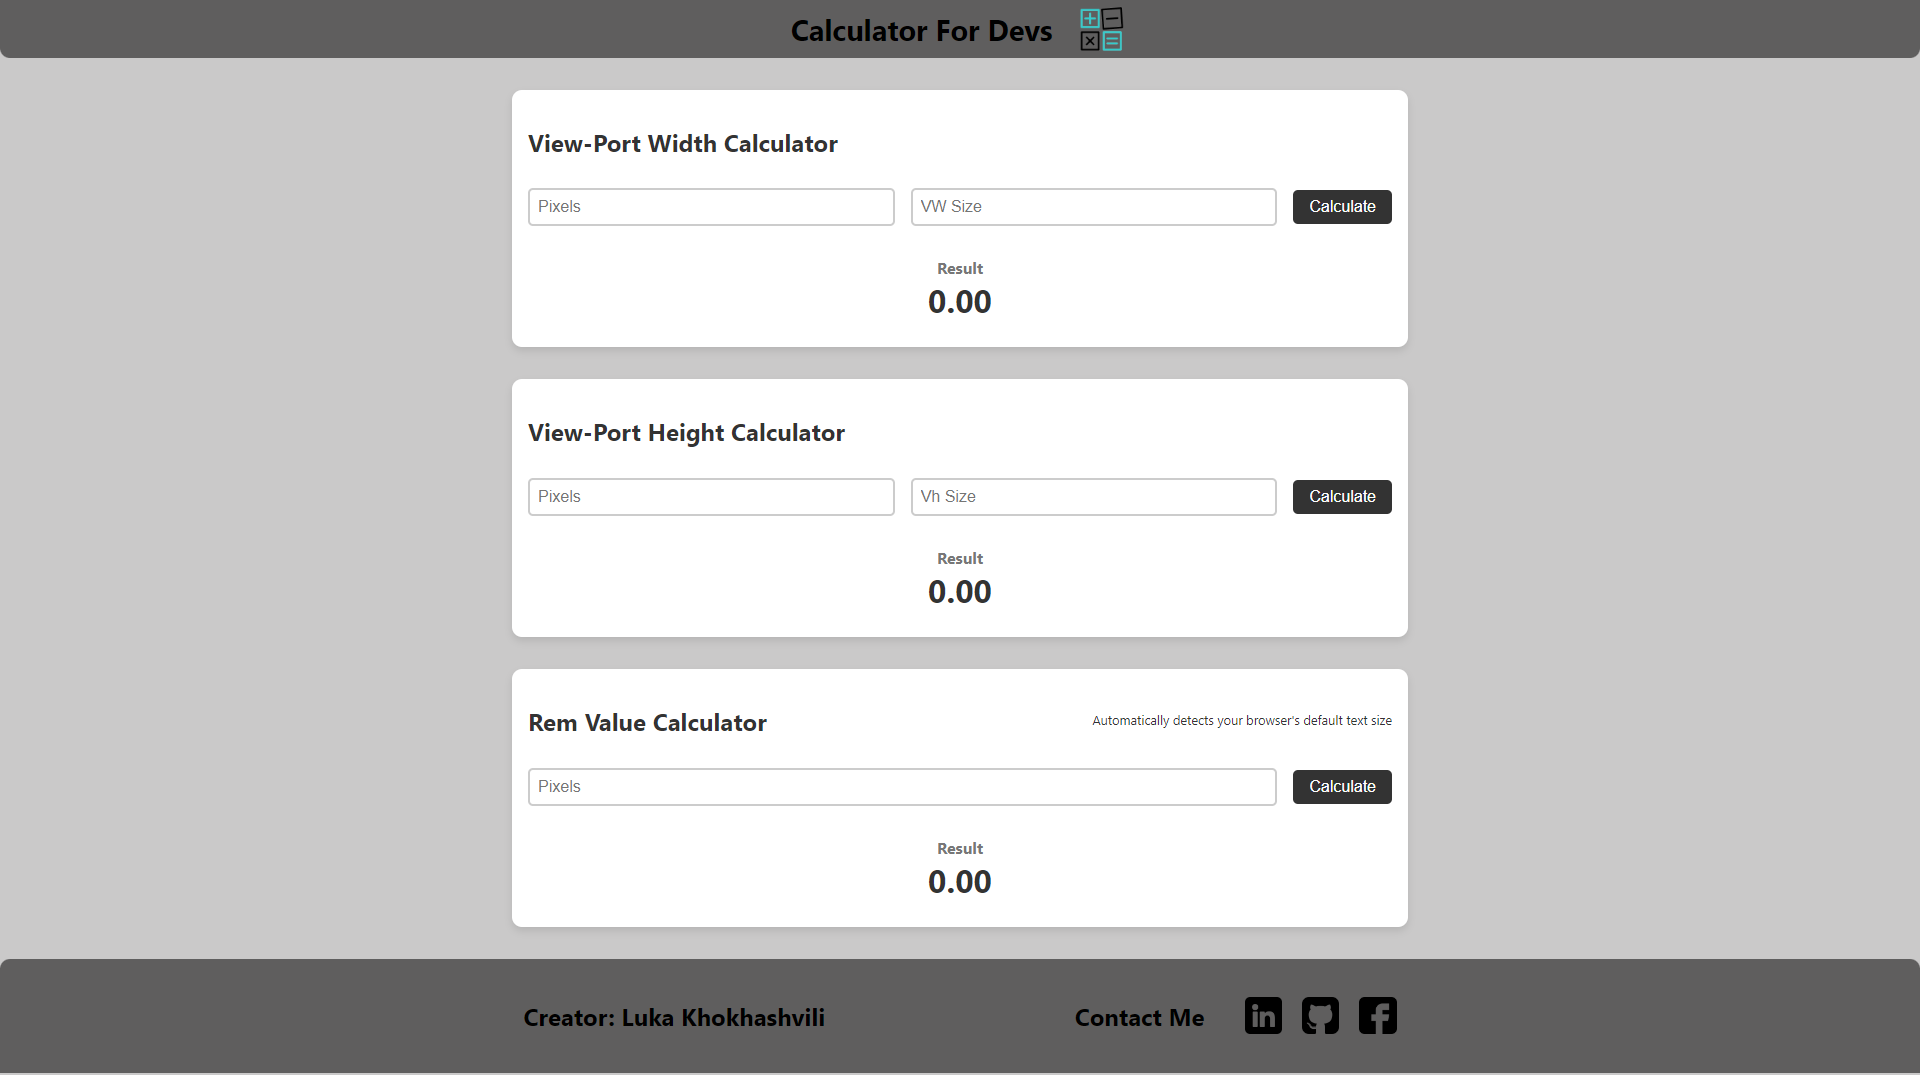 Calculator For Devs
View-Port Width Calculator
Pixels
VW Size
Calculate
Result
0.00
View-Port Height Calculator
Pixels
Vh Size
Calculate
Result
0.00
Rem Value Calculator
Automatically detects your browser's default text size
Pixels
Calculate
Result
0.00
Creator: Luka Khokhashvili
Contact Me